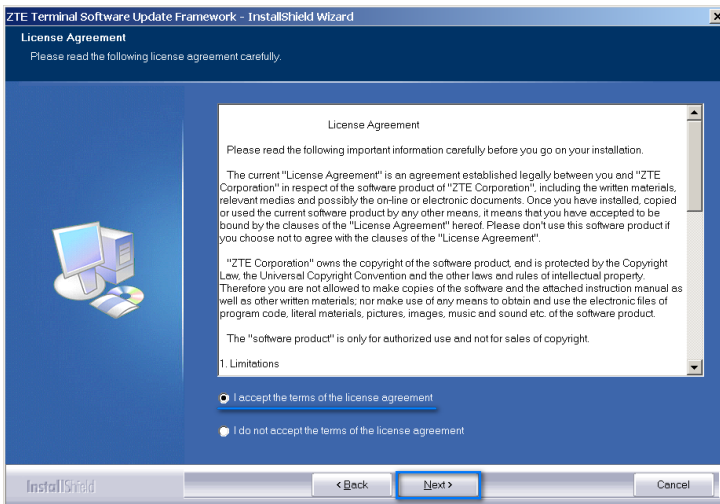 ZTE Terminal Software Update Framework - InstallShield Wizard
License Agreement
Please read the following license agreement carefully.
License Agreement
Please read the following important information carefully before you go on your installation.
The current "License Agreement" is an agreement established legally between you and "ZTE
Corporation" in respect of the software product of "ZTE Corporation", including the written materials,
relevant medias and possibly the on-line or electronic documents. Once you have installed, copied
or used the current software product by any other means, it means that you have accepted to be
bound by the clauses of the "License Agreement" hereof. Please don't use this software product if
you choose not to agree with the clauses of the "License Agreement".
"ZTE Corporation" owns the copyright of the software product, and is protected by the Copyright
Law, the Universal Copyright Convention and the other laws and rules of intellectual property.
Therefore you are not allowed to make copies of the software and the attached instruction manual as
well as other written materials; nor make use of any means to obtain and use the electronic files of
program code, literal materials, pictures, images, music and sound etc. of the software product.
The "software product" is only for authorized use and not for sales of copyright.
1. Limitations
I accept the terms of the license agreement
I do not accept the terms of the license agreement
InstallShield
< Back
Next >
Cancel